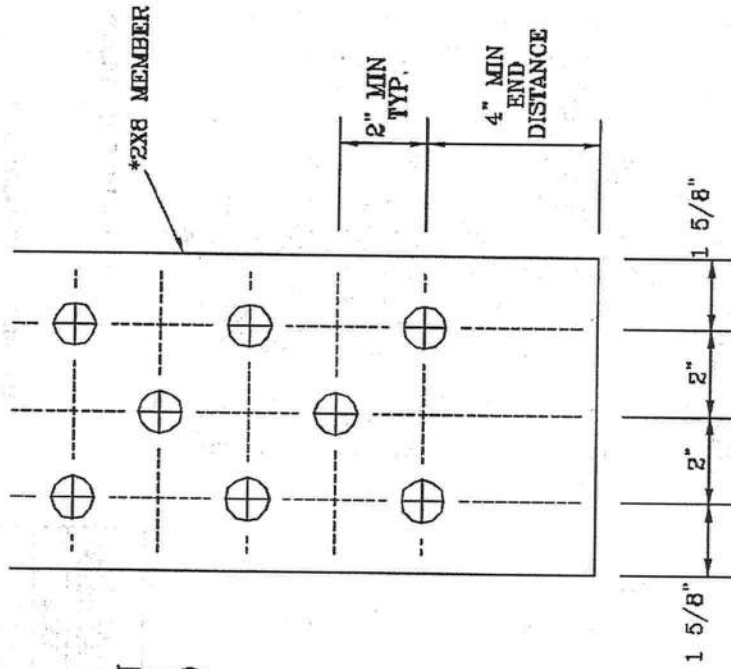 *2X8 MEMBER
2" MIN
TYP.
4" MIN
END
DISTANCE
1 5/8"
2"
2"
1 5/8"